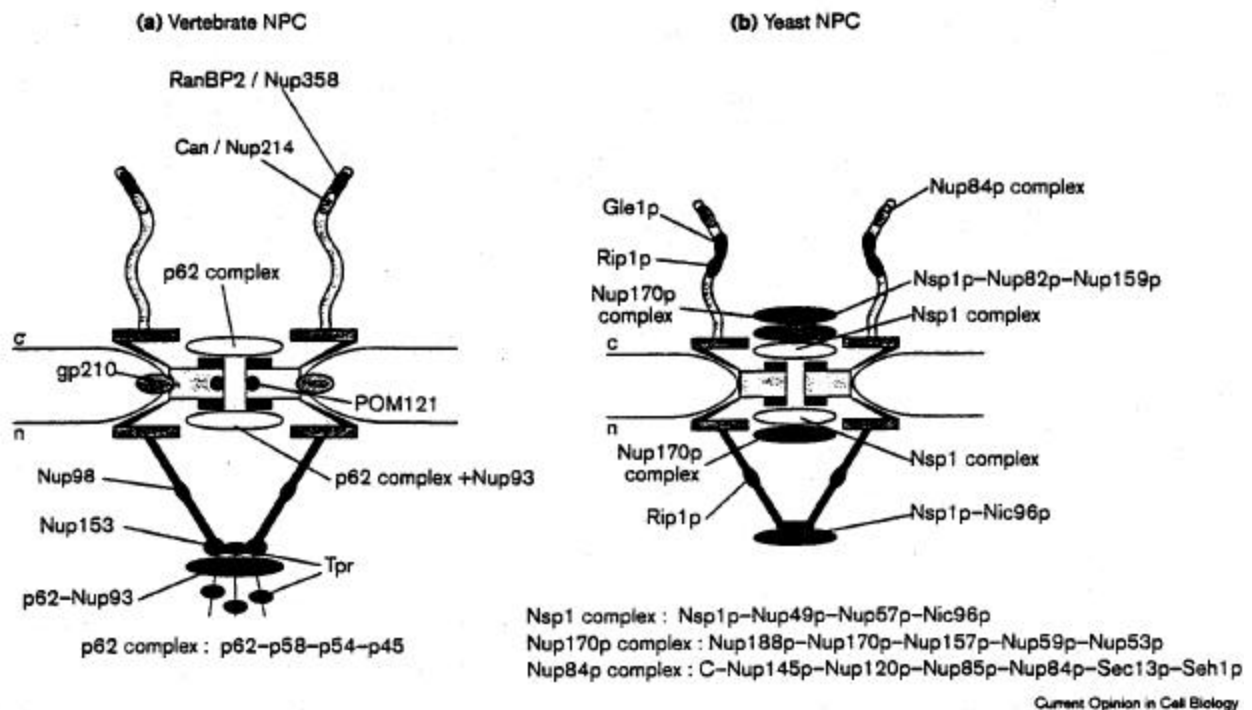 (a) Vertebrate NPC
RanBP2 / Nup358
Can / Nup214
p62 complex
c
gp210
POM121
n
Nup98
p62 complex +Nup93
Nup153
Tpr
p62–Nup93
p62 complex : p62–p58–p54–p45
(b) Yeast NPC
Nup84p complex
Gle1p
Rip1p
Nsp1p–Nup82p–Nup159p
Nup170p
complex
Nsp1 complex
c
n
Nup170p
complex
Nsp1 complex
Rip1p
Nsp1p–Nic96p
Nsp1 complex : Nsp1p–Nup49p–Nup57p–Nic96p
Nup170p complex : Nup188p–Nup170p–Nup157p–Nup59p–Nup53p
Nup84p complex : C–Nup145p–Nup120p–Nup85p–Nup84p–Sec13p–Seh1p
Current Opinion in Cell Biology